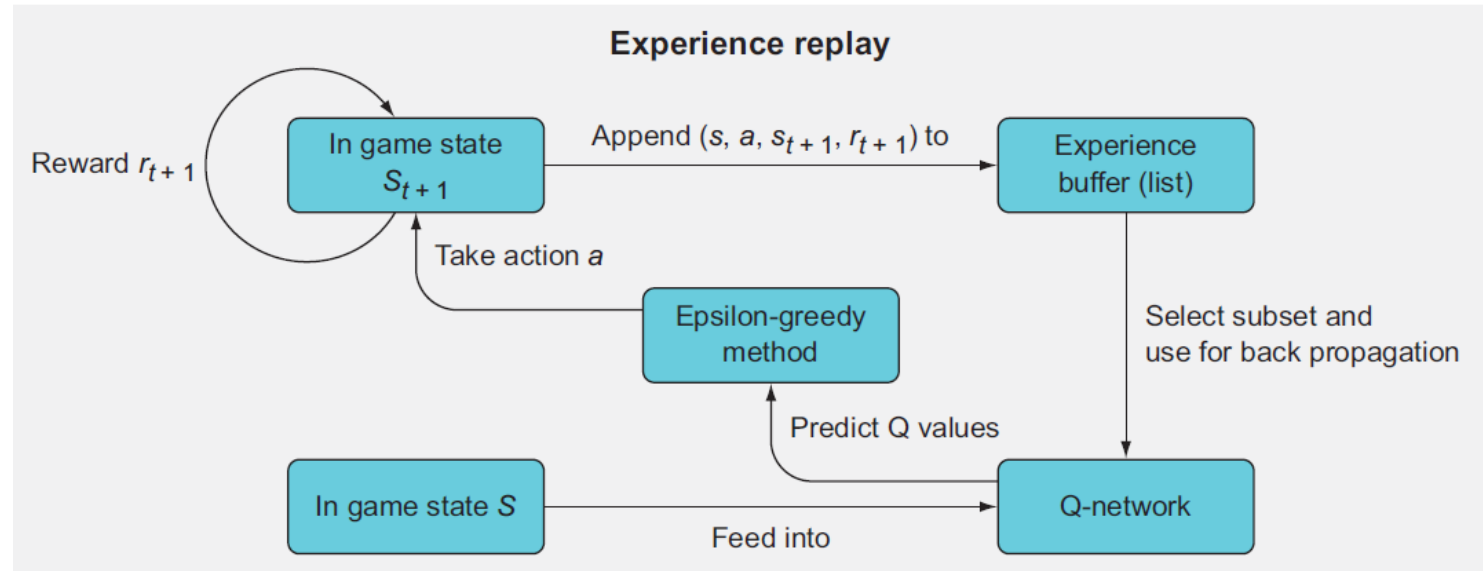 Experience replay
In game state
S_{t + 1}
Append (s, a, s_{t + 1}, r_{t + 1}) to
Experience
buffer (list)
Reward r_{t + 1}
Take action a
Epsilon-greedy
method
Select subset and
use for back propagation
Predict Q values
In game state S
Feed into
Q-network